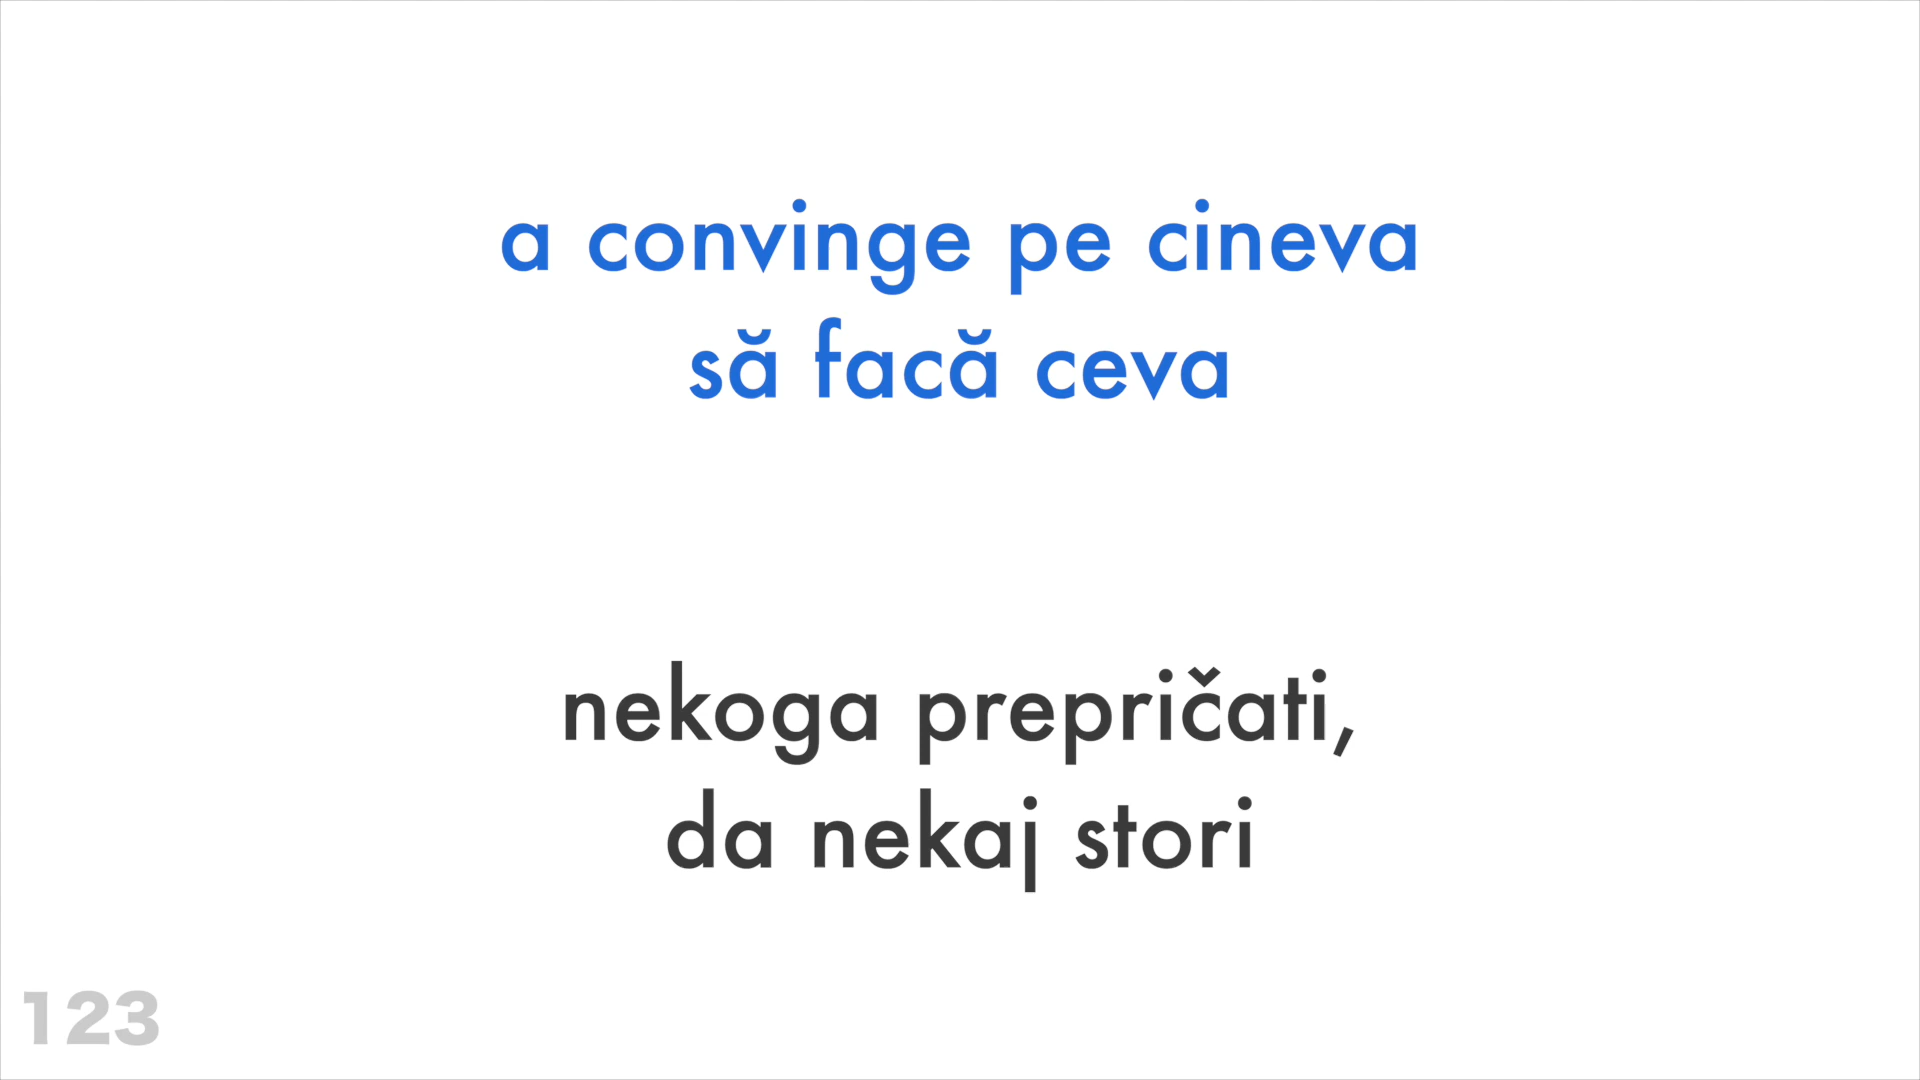 a convinge pe cineva
să facă ceva
nekoga prepričati,
da nekaj stori
123